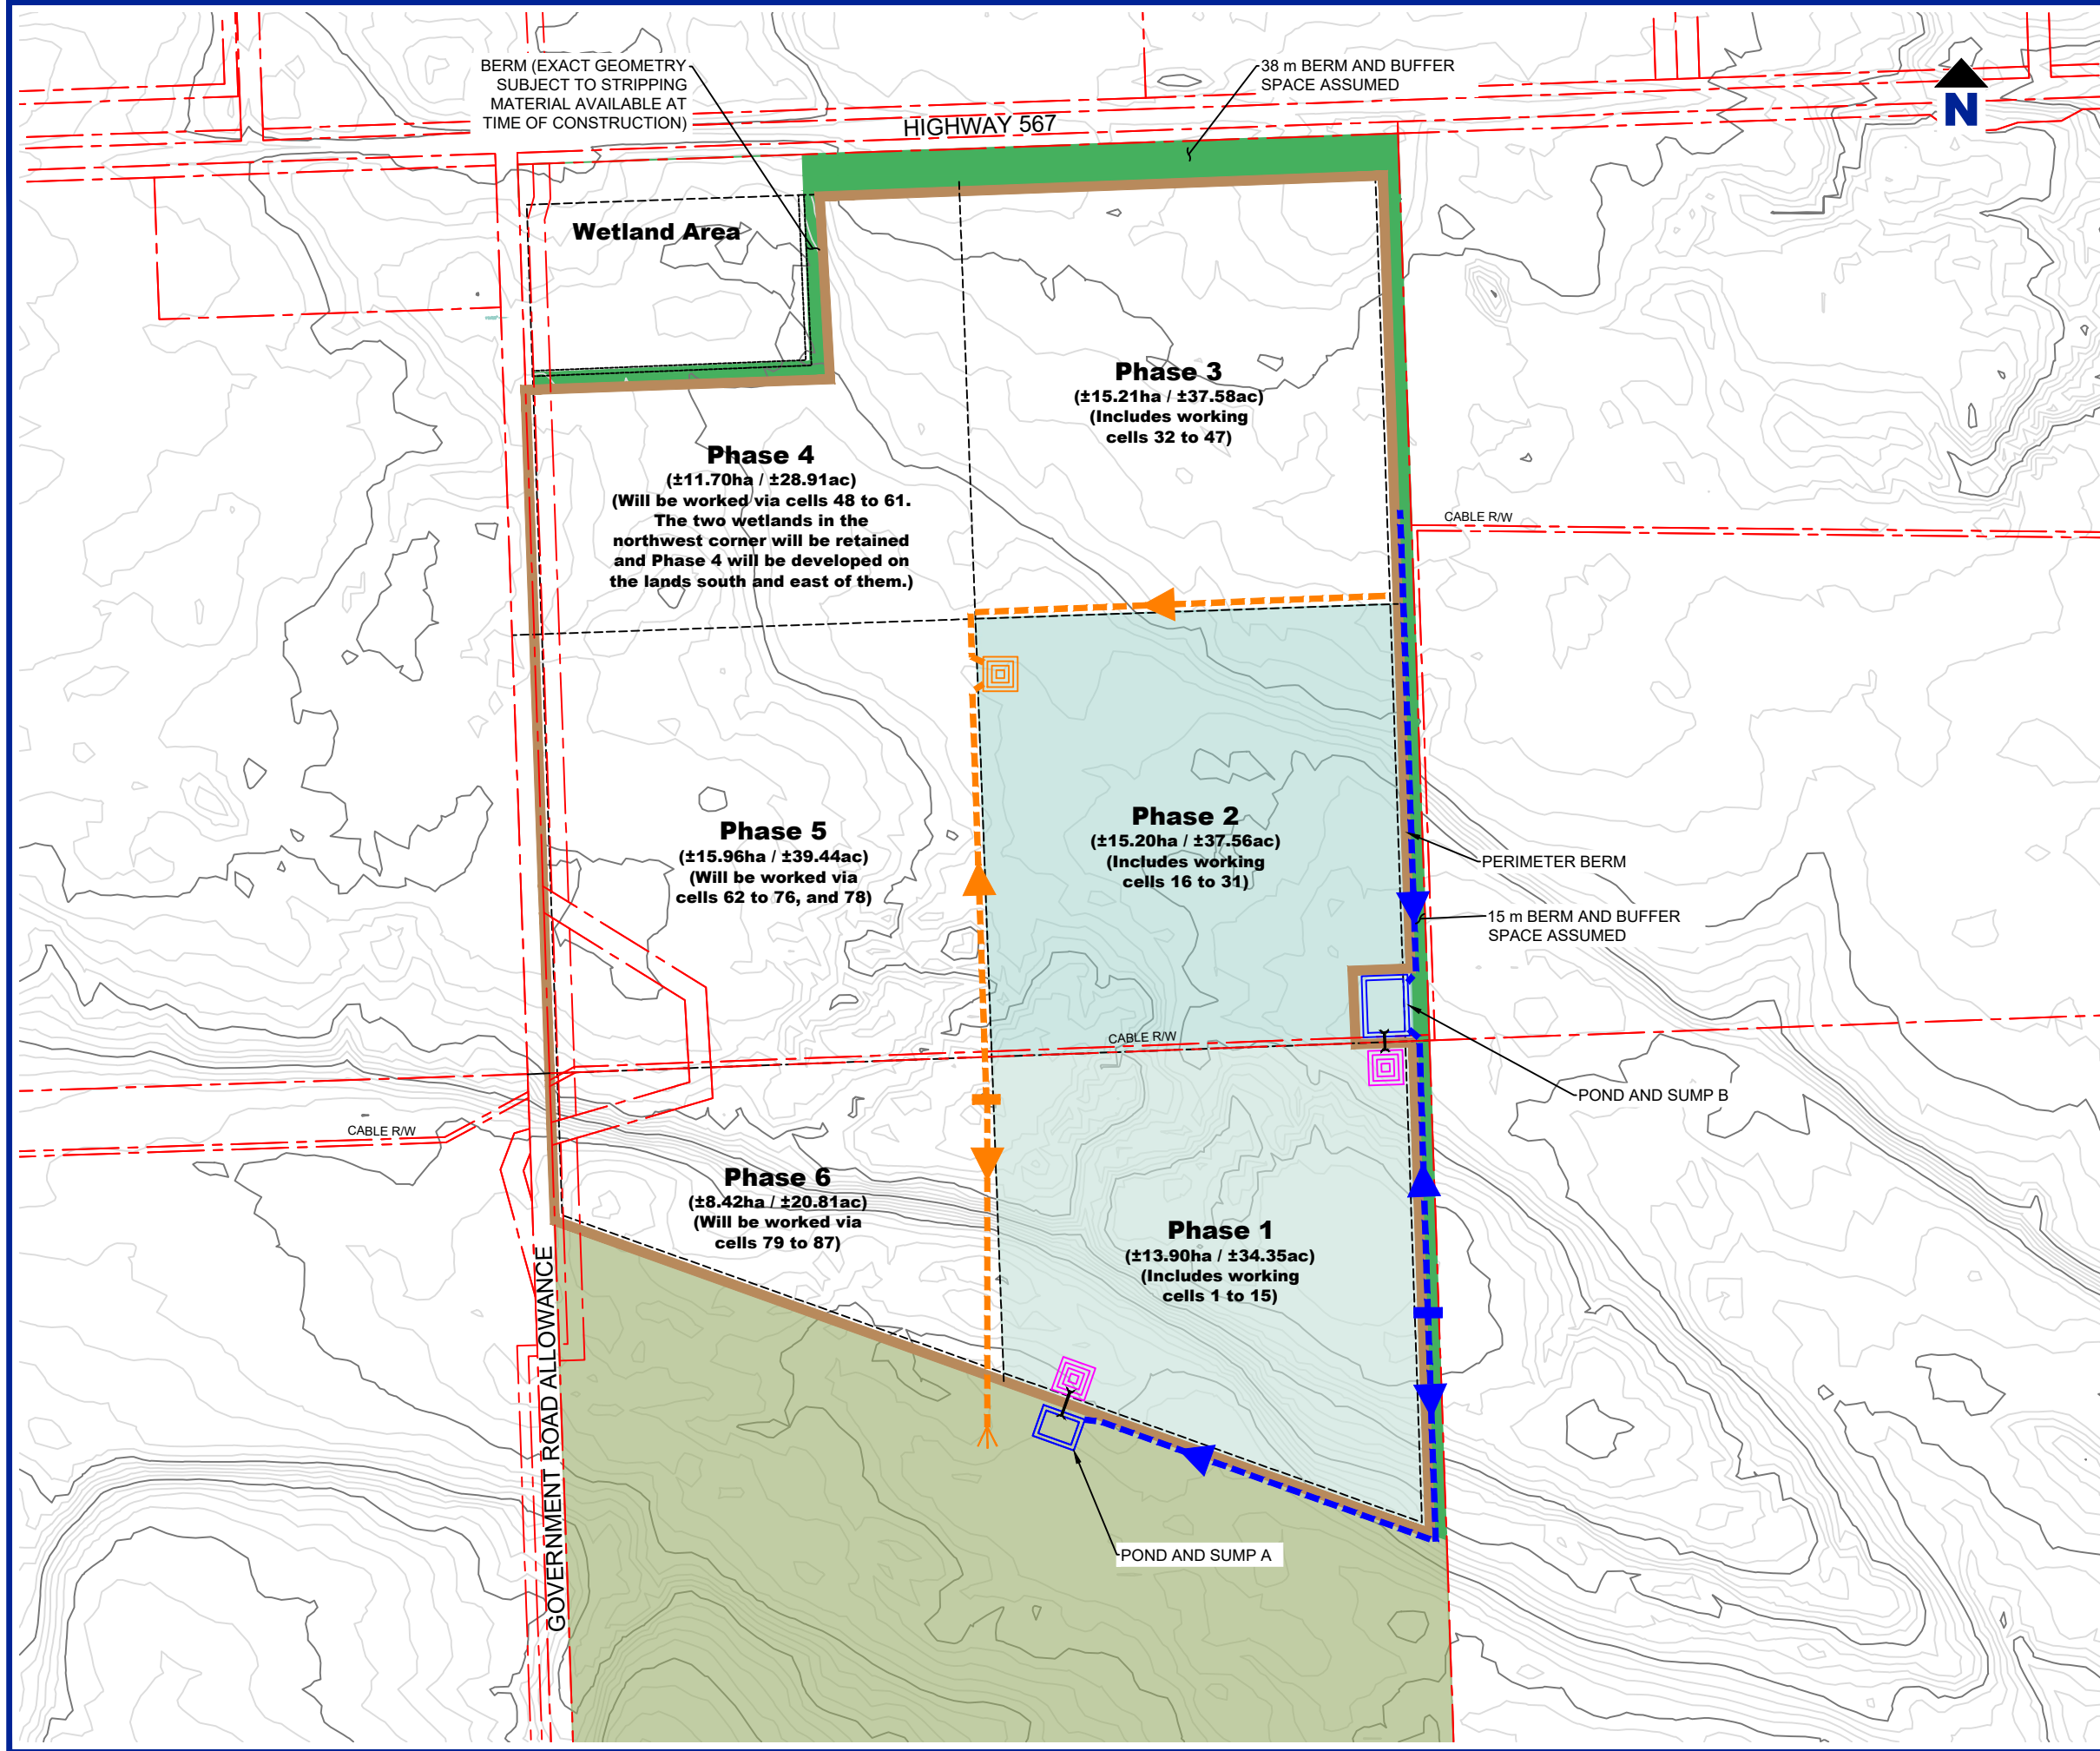 BERM (EXACT GEOMETRY
SUBJECT TO STRIPPING
MATERIAL AVAILABLE AT
TIME OF CONSTRUCTION)
38 m BERM AND BUFFER
SPACE ASSUMED
N
HIGHWAY 567
Wetland Area
Phase 3
(±15.21ha / ±37.58ac)
(Includes working
cells 32 to 47)
Phase 4
(±11.70ha / ±28.91ac)
(Will be worked via cells 48 to 61.
The two wetlands in the
northwest corner will be retained
and Phase 4 will be developed on
the lands south and east of them.)
CABLE R/W
Phase 2
(±15.20ha / ±37.56ac)
(Includes working
cells 16 to 31)
Phase 5
(±15.96ha / ±39.44ac)
(Will be worked via
cells 62 to 76, and 78)
PERIMETER BERM
15 m BERM AND BUFFER
SPACE ASSUMED
CABLE R/W
POND AND SUMP B
CABLE R/W
Phase 6
(±8.42ha / ±20.81ac)
(Will be worked via
cells 79 to 87)
Phase 1
(±13.90ha / ±34.35ac)
(Includes working
cells 1 to 15)
GOVERNMENT ROAD ALLOWANCE
POND AND SUMP A